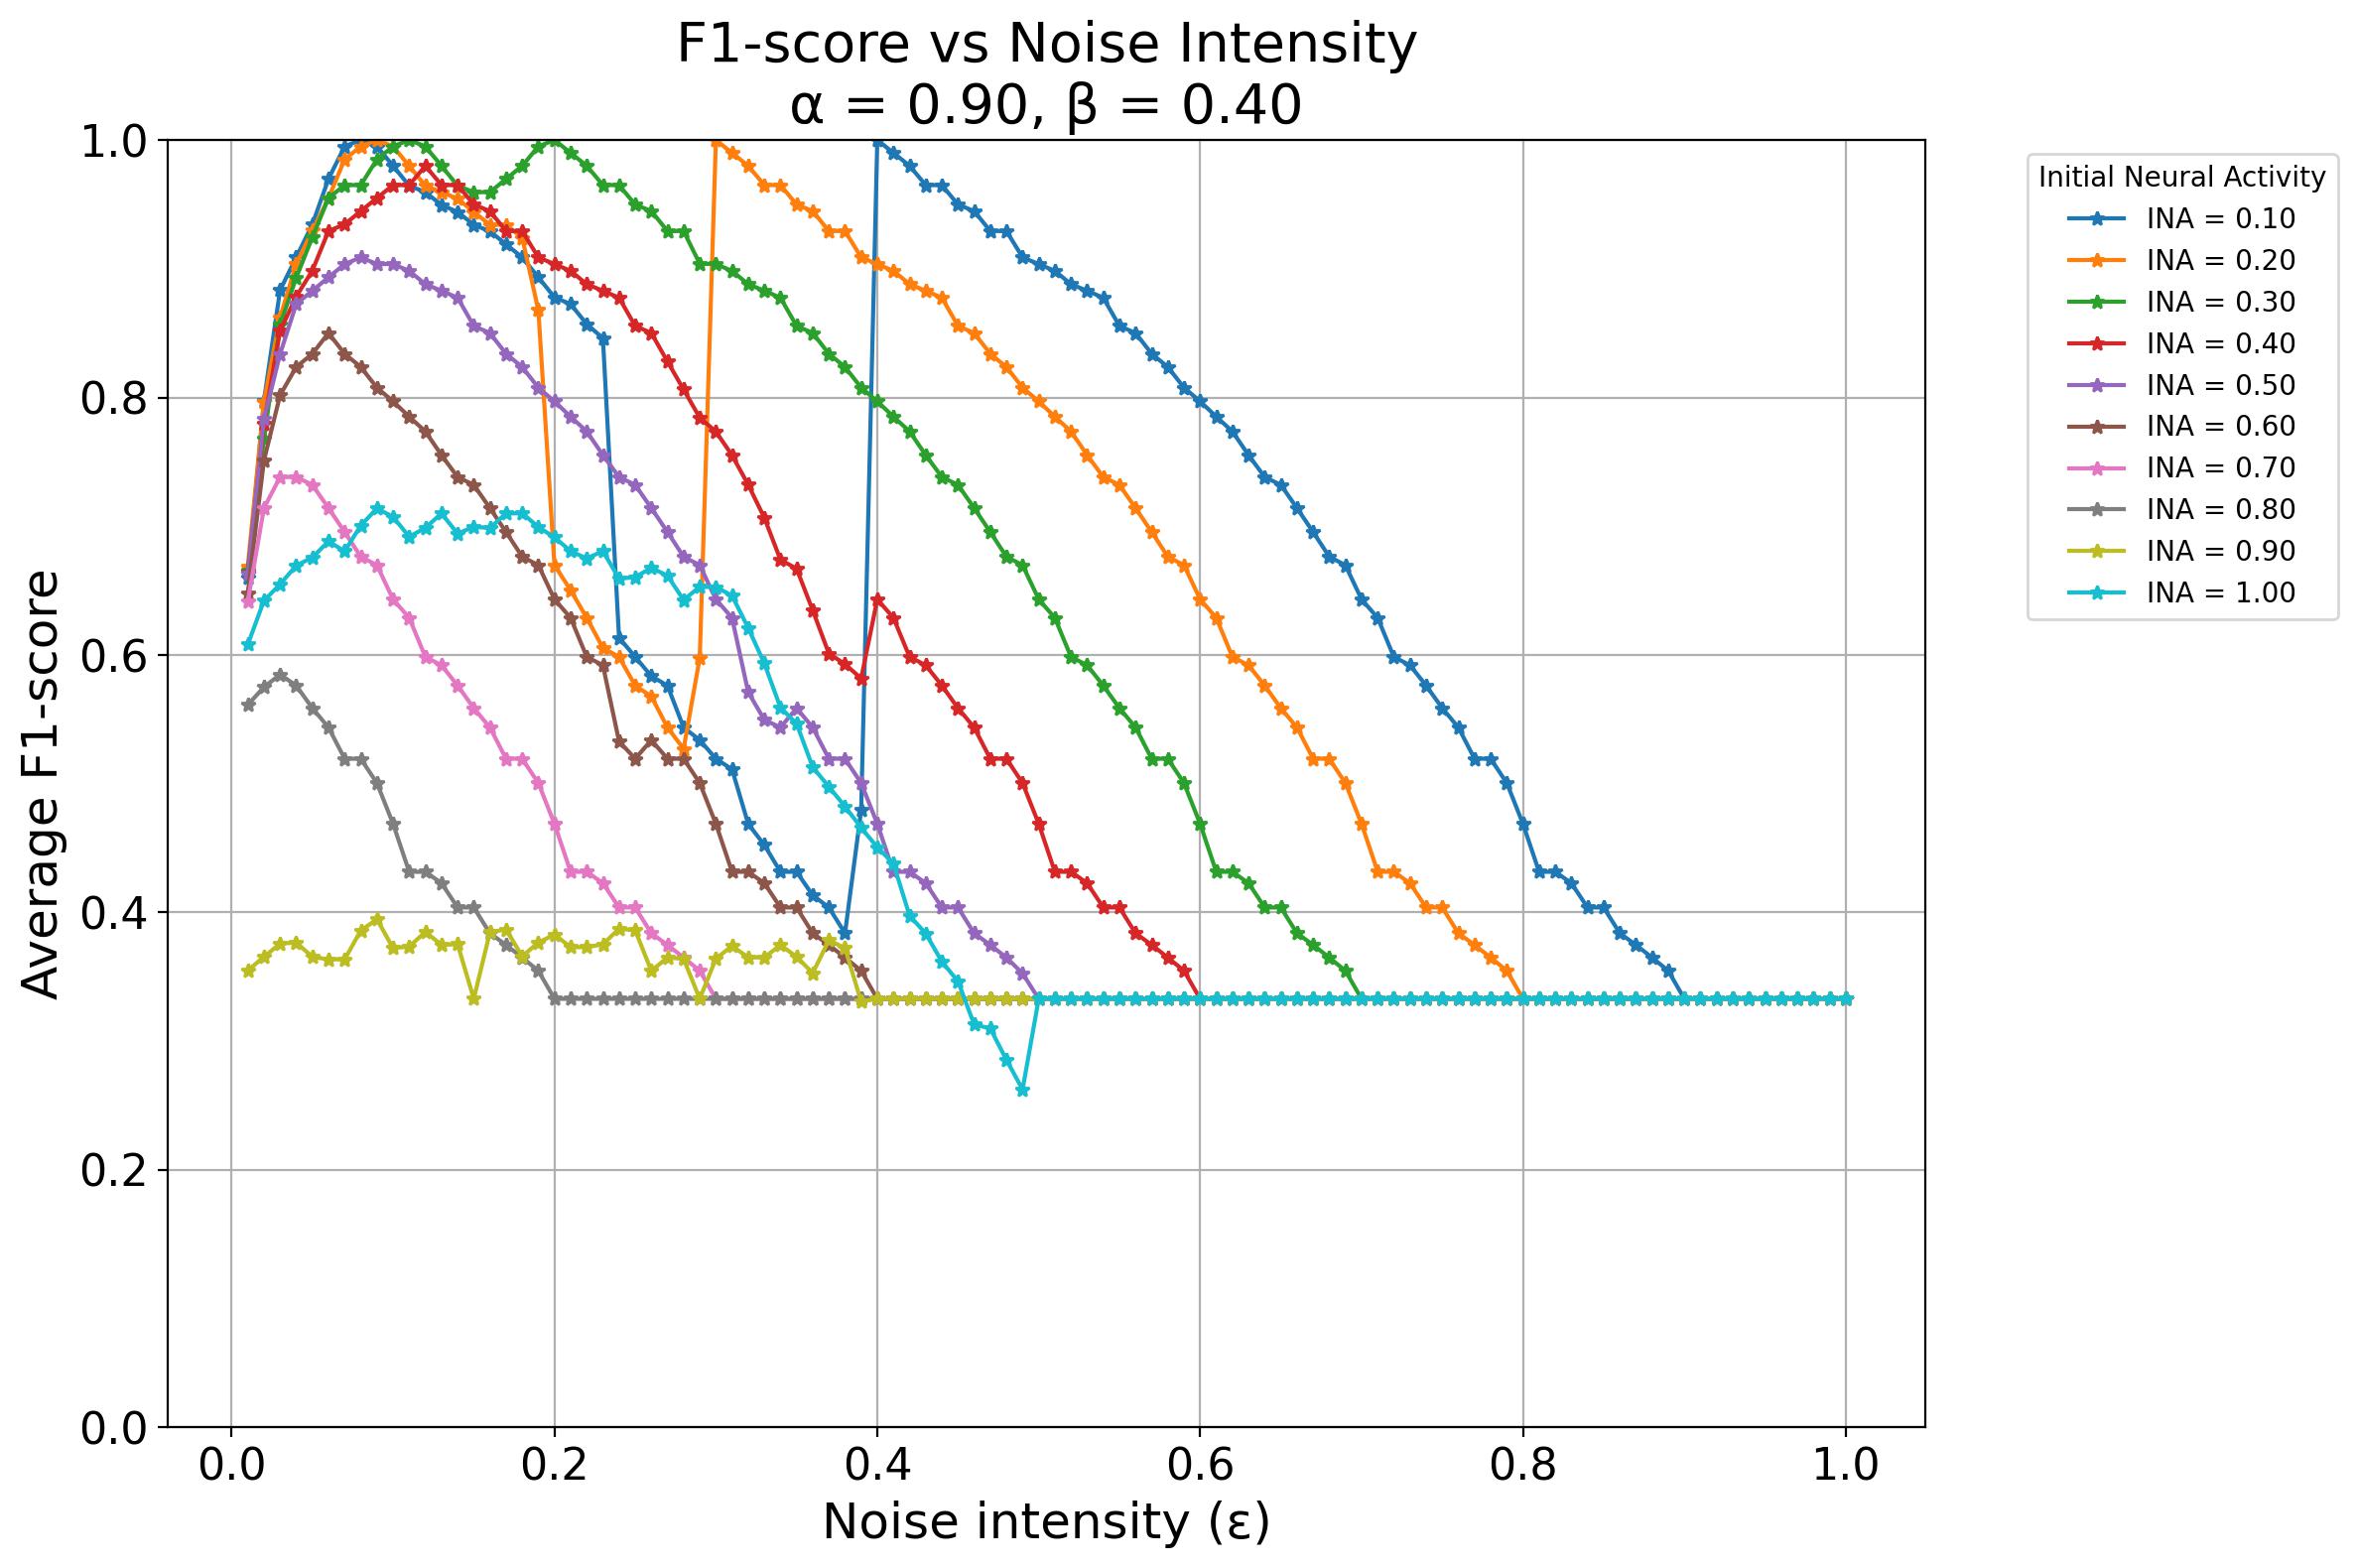 F1-score vs Noise Intensity
α = 0.90, β = 0.40
Average F1-score
1.0
0.8
0.6
0.4
0.2
0.0
0.0 0.2 0.4 0.6 0.8 1.0
Noise intensity (ε)
Initial Neural Activity
INA = 0.10
INA = 0.20
INA = 0.30
INA = 0.40
INA = 0.50
INA = 0.60
INA = 0.70
INA = 0.80
INA = 0.90
INA = 1.00